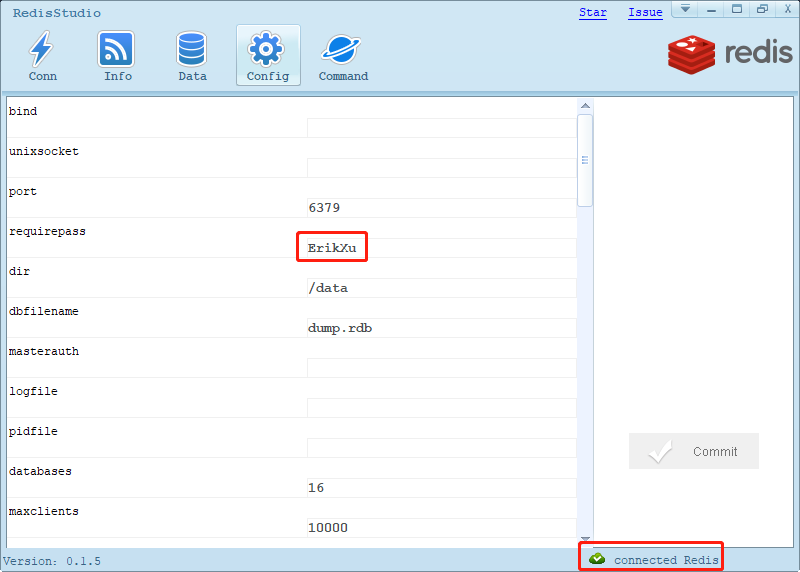 RedisStudio
Star Issue
Conn Info Data Config Command
redis
bind
unixsocket
port
6379
requirepass
ErikXu
dir
/data
dbfilename
dump.rdb
masterauth
logfile
pidfile
databases
16
maxclients
10000
Commit
Version: 0.1.5
connected Redis